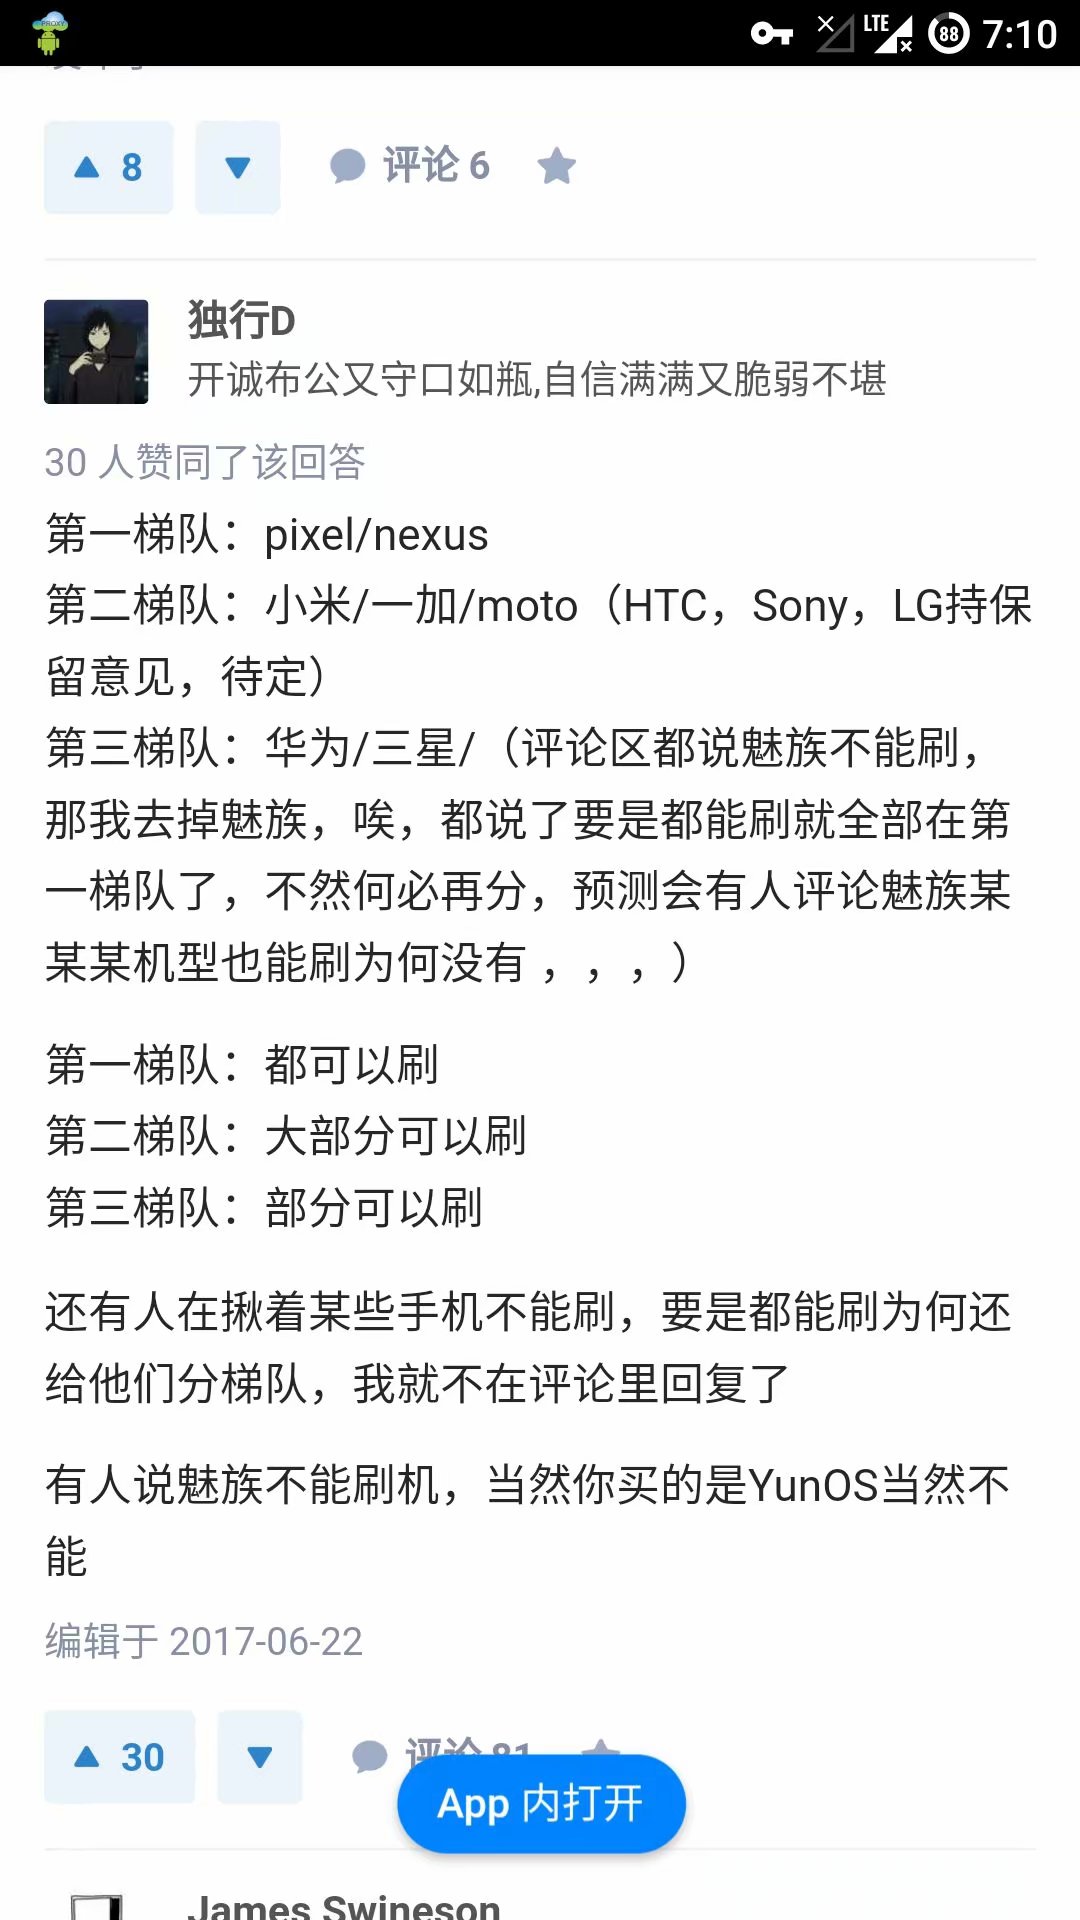 PROXY
LTE
88
7:10
8
评论 6
独行D
开诚布公又守口如瓶,自信满满又脆弱不堪
30 人赞同了该回答
第一梯队：pixel/nexus
第二梯队：小米/一加/moto（HTC，Sony，LG持保
留意见，待定）
第三梯队：华为/三星/（评论区都说魅族不能刷，
那我去掉魅族，唉，都说了要是都能刷就全部在第
一梯队了，不然何必再分，预测会有人评论魅族某
某某机型也能刷为何没有 ，，，）
第一梯队：都可以刷
第二梯队：大部分可以刷
第三梯队：部分可以刷
还有人在揪着某些手机不能刷，要是都能刷为何还
给他们分梯队，我就不在评论里回复了
有人说魅族不能刷机，当然你买的是YunOS当然不
能
编辑于 2017-06-22
30
评论 81
App 内打开
James Swineson